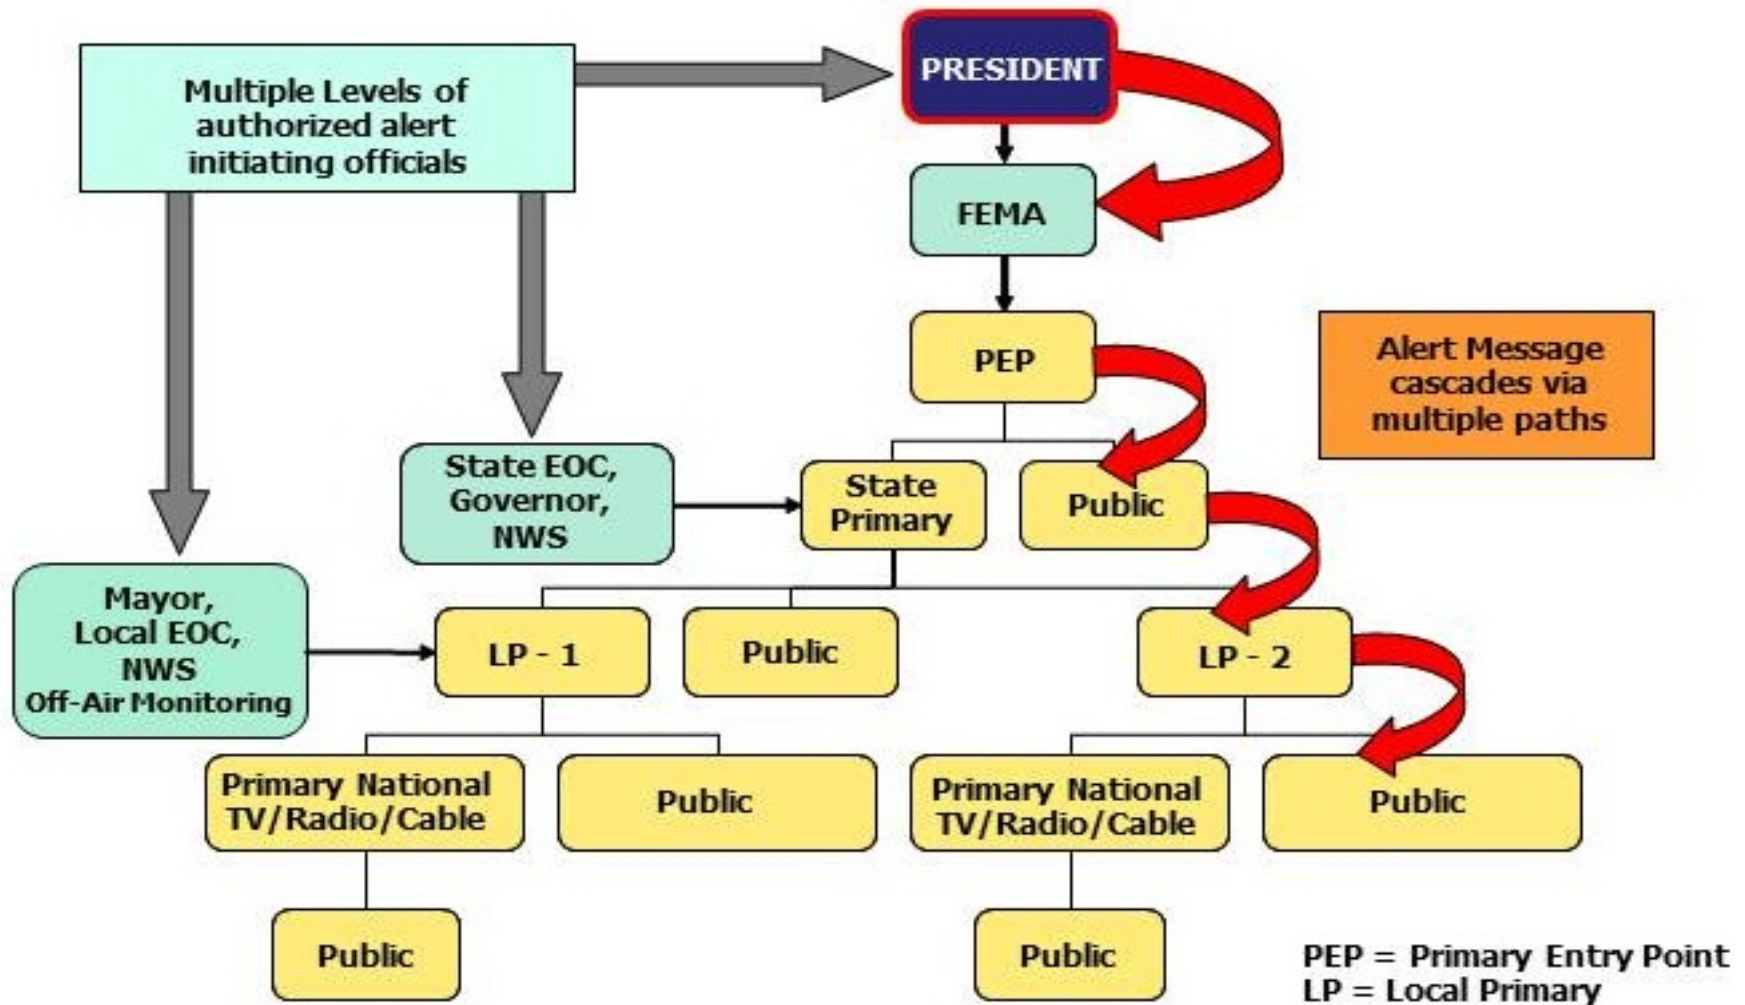 Multiple Levels of
authorized alert
initiating officials
PRESIDENT
FEMA
PEP
Alert Message
cascades via
multiple paths
State EOC,
Governor,
NWS
State
Primary
Public
Mayor,
Local EOC,
NWS
Off-Air Monitoring
LP - 1
Public
LP - 2
Primary National
TV/Radio/Cable
Public
Primary National
TV/Radio/Cable
Public
Public
Public
PEP = Primary Entry Point
LP = Local Primary